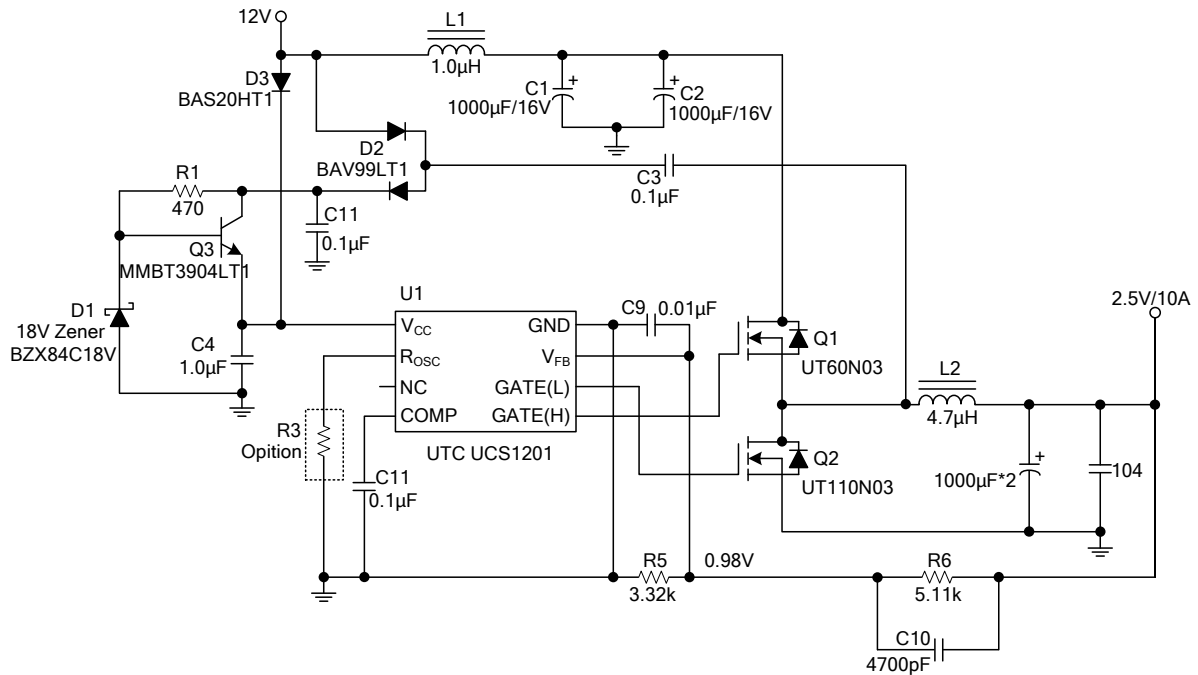 12V
L1
1.0µH
D3
BAS20HT1
C1
1000µF/16V
C2
1000µF/16V
D2
BAV99LT1
C3
0.1µF
R1
470
C11
0.1µF
Q3
MMBT3904LT1
D1
18V Zener
BZX84C18V
C4
1.0µF
U1
VCC
ROSC
NC
COMP
GND
VFB
GATE(L)
GATE(H)
UTC UCS1201
C9 0.01µF
Q1
UT60N03
2.5V/10A
L2
4.7µH
Q2
UT110N03
1000µF*2
104
R3
Opition
C11
0.1µF
R5
3.32k
0.98V
R6
5.11k
C10
4700pF